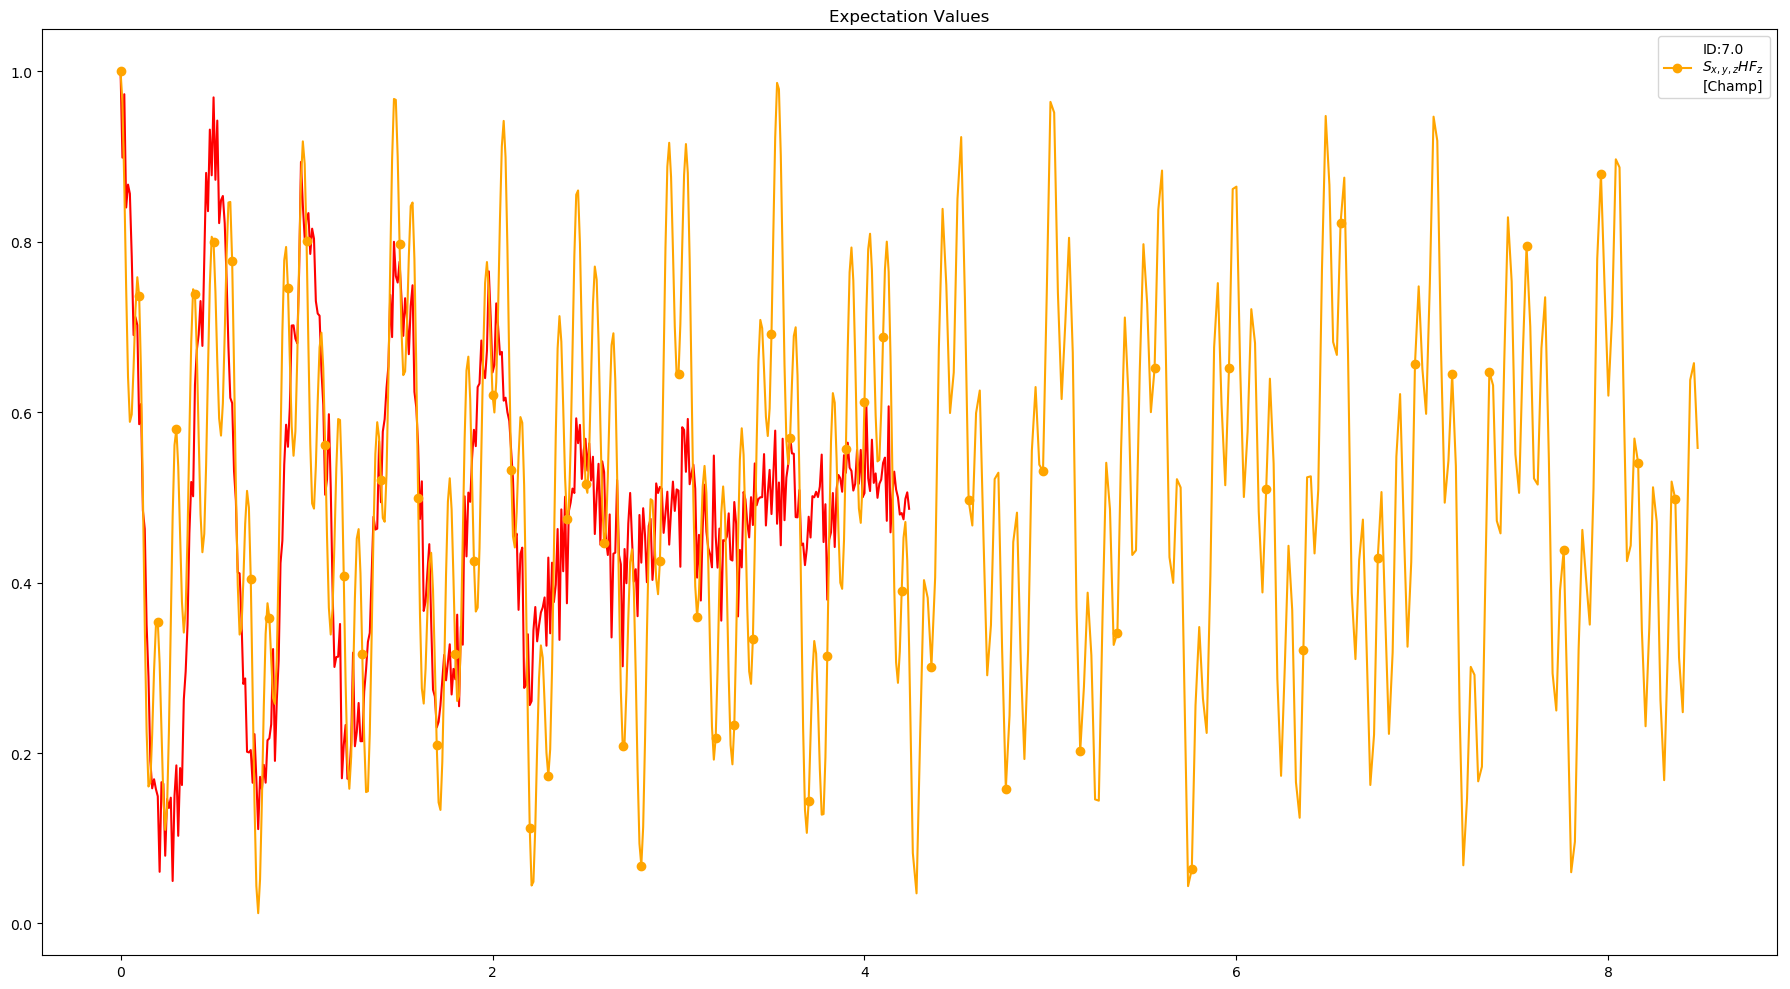 Expectation Values
ID:7.0
S_{x, y, z}HF_z
[Champ]
1.0
0.8
0.6
0.4
0.2
0.0
0 2 4 6 8